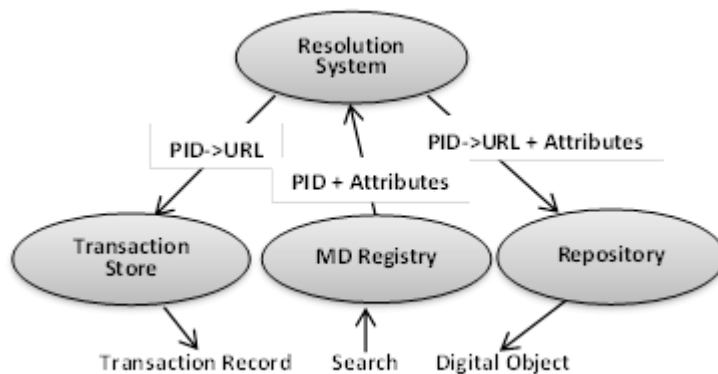 Resolution
System
PID->URL
PID->URL + Attributes
PID + Attributes
Transaction
Store
MD Registry
Repository
Transaction Record
Search
Digital Object